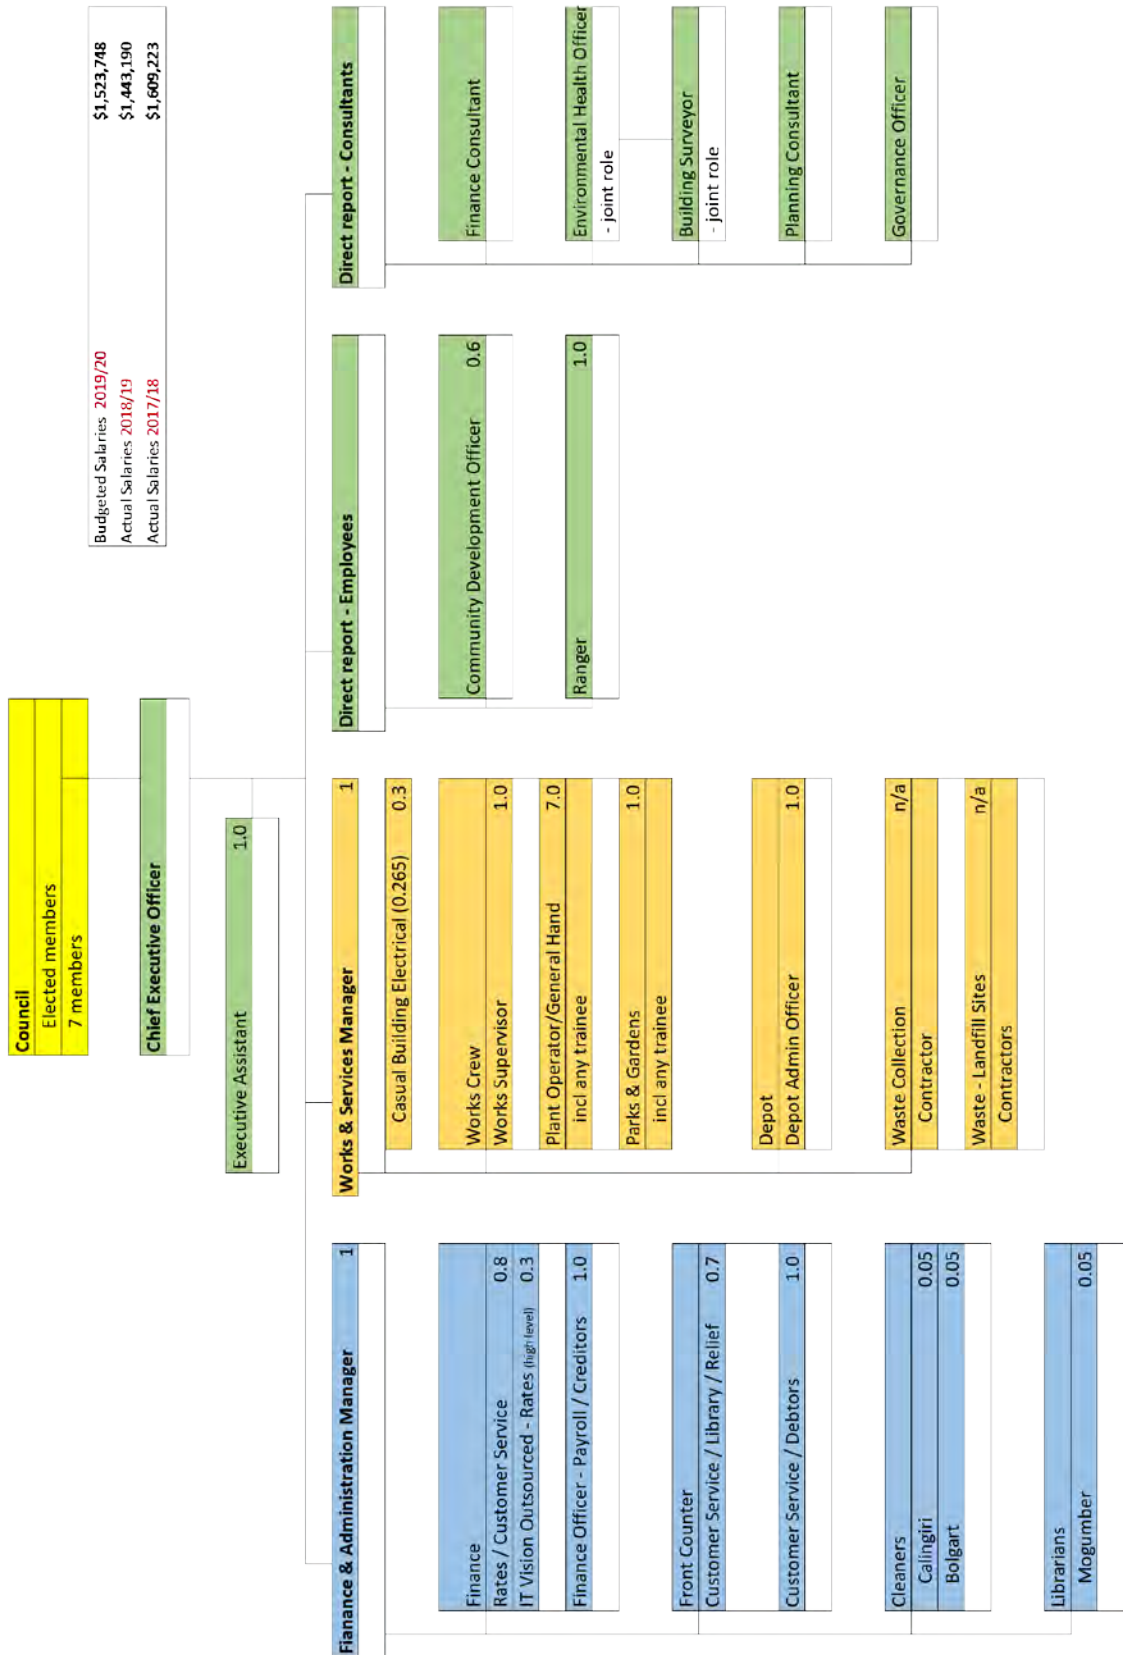 Council
Elected members
7 members
Budgeted Salaries 2019/20 $1,523,748
Actual Salaries 2018/19 $1,443,190
Actual Salaries 2017/18 $1,609,223
Chief Executive Officer
Executive Assistant 1.0
Fianance & Administration Manager 1
Finance
Rates / Customer Service 0.8
IT Vision Outsourced - Rates (high level) 0.3
Finance Officer - Payroll / Creditors 1.0
Front Counter
Customer Service / Library / Relief 0.7
Customer Service / Debtors 1.0
Cleaners
Calingiri 0.05
Bolgart 0.05
Librarians
Mogumber 0.05
Works & Services Manager 1
Casual Building Electrical (0.265) 0.3
Works Crew
Works Supervisor 1.0
Plant Operator/General Hand 7.0
incl any trainee
Parks & Gardens 1.0
incl any trainee
Depot
Depot Admin Officer 1.0
Waste Collection n/a
Contractor
Waste - Landfill Sites n/a
Contractors
Direct report - Employees
Community Development Officer 0.6
Ranger 1.0
Direct report - Consultants
Finance Consultant
Environmental Health Officer
- joint role
Building Surveyor
- joint role
Planning Consultant
Governance Officer